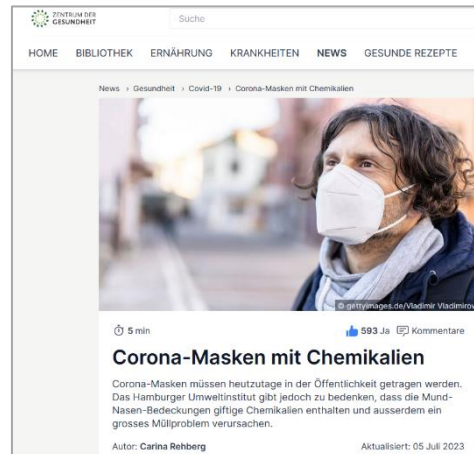 ZENTRUM DER
GESUNDHEIT
Suche
HOME BIBLIOTHEK ERNÄHRUNG KRANKHEITEN NEWS GESUNDE REZEPTE
News › Gesundheit › Covid-19 › Corona-Masken mit Chemikalien
© gettyimages.de/Vladimir Vladimirov
5 min 593 Ja Kommentare
Corona-Masken mit Chemikalien
Corona-Masken müssen heutzutage in der Öffentlichkeit getragen werden.
Das Hamburger Umweltinstitut gibt jedoch zu bedenken, dass die Mund-
Nasen-Bedeckungen giftige Chemikalien enthalten und ausserdem ein
grosses Müllproblem verursachen.
Autor: Carina Rehberg Aktualisiert: 05 Juli 2023